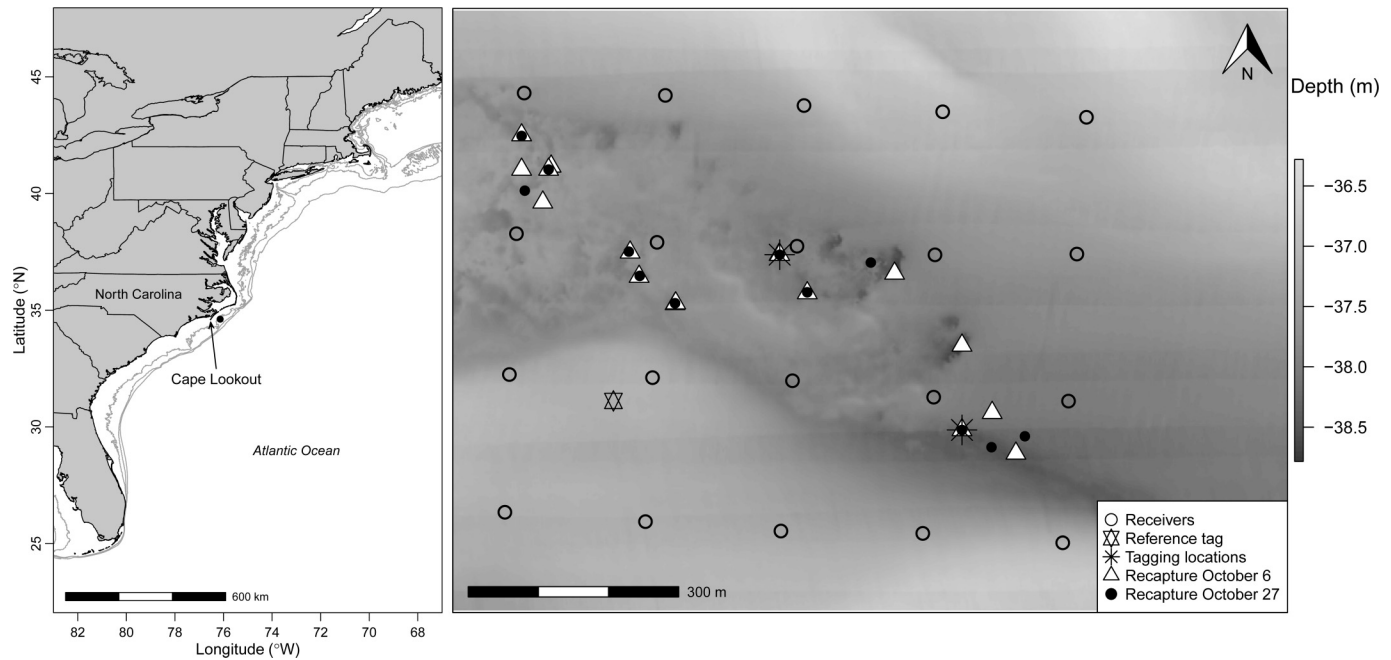 45
40
35
30
25
Latitude (°N)
North Carolina
Cape Lookout
Atlantic Ocean
600 km
82 80 78 76 74 72 70 68
Longitude (°W)
N
300 m
Receivers
Reference tag
Tagging locations
Recapture October 6
Recapture October 27
Depth (m)
−36.5
−37.0
−37.5
−38.0
−38.5